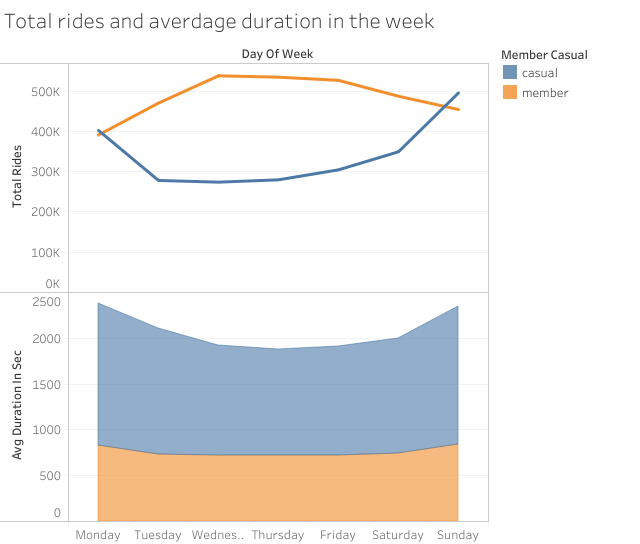 Total rides and averdage duration in the week
Day Of Week
Member Casual
casual
member
Total Rides
500K
400K
300K
200K
100K
0K
Avg Duration In Sec
2500
2000
1500
1000
500
0
Monday Tuesday Wednes.. Thursday Friday Saturday Sunday